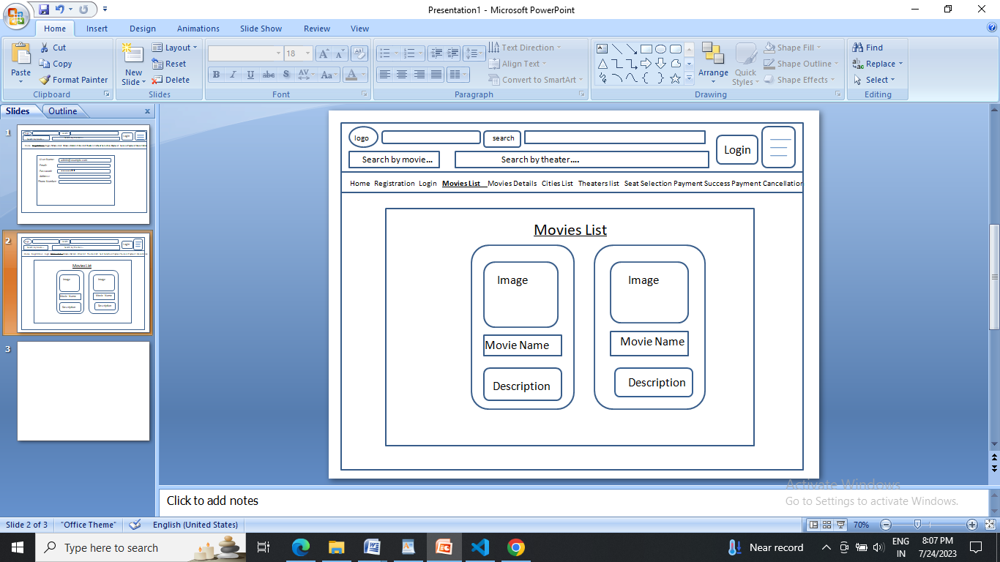 Presentation1 - Microsoft PowerPoint
Home Insert Design Animations Slide Show Review View
Cut
Copy
Format Painter
Paste
Clipboard
New Slide
Layout
Reset
Delete
Slides
18
B I U abc S AV Aa A
Font
Text Direction
Align Text
Convert to SmartArt
Paragraph
Arrange
Quick Styles
Shape Fill
Shape Outline
Shape Effects
Drawing
Find
Replace
Select
Editing
Slides Outline x
1
2
3
logo search Login
Search by movie... Search by theater....
Home Registration Login Movies List Movies Details Cities List Theaters list Seat Selection Payment Success Payment Cancellation
Movies List
Image Image
Movie Name Movie Name
Description Description
Activate Windows
Go to Settings to activate Windows.
Click to add notes
Slide 2 of 3 "Office Theme" English (United States) 70%
Type here to search
Near record
ENG
IN
8:07 PM
7/24/2023